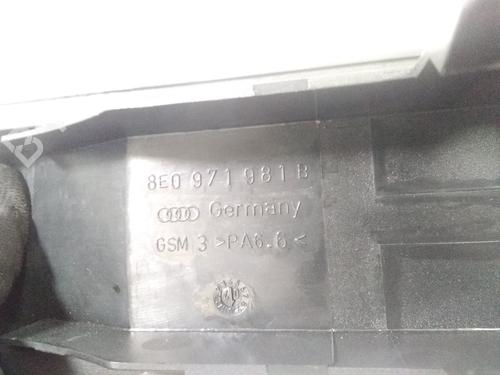 8E0 971 981 B
Germany
GSM 3 >PA6.6<